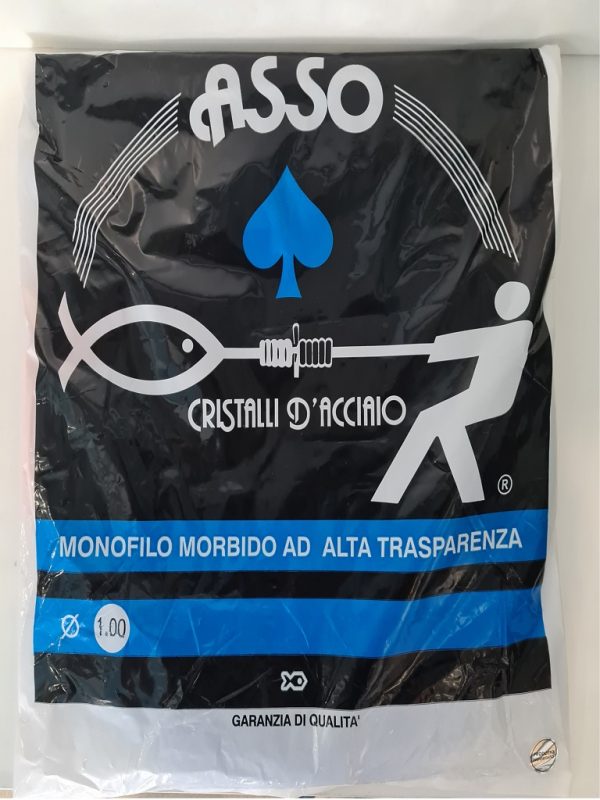 ASSO
CRISTALLI D'ACCIAIO
®
MONOFILO MORBIDO AD ALTA TRASPARENZA
Ø 1.00
GARANZIA DI QUALITA'